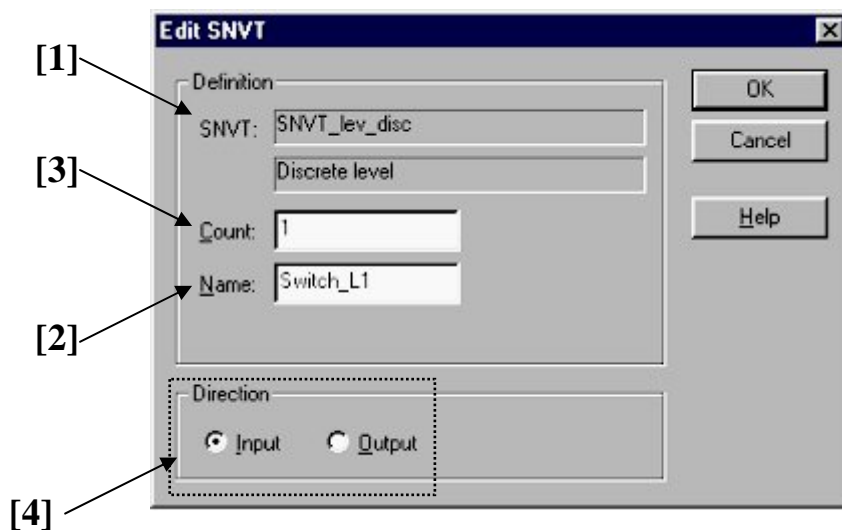 Edit SNVT
[1]
Definition
OK
SNVT: SNVT_lev_disc
Cancel
[3]
Discrete level
Help
Count: 1
Name: Switch_L1
[2]
Direction
Input Output
[4]